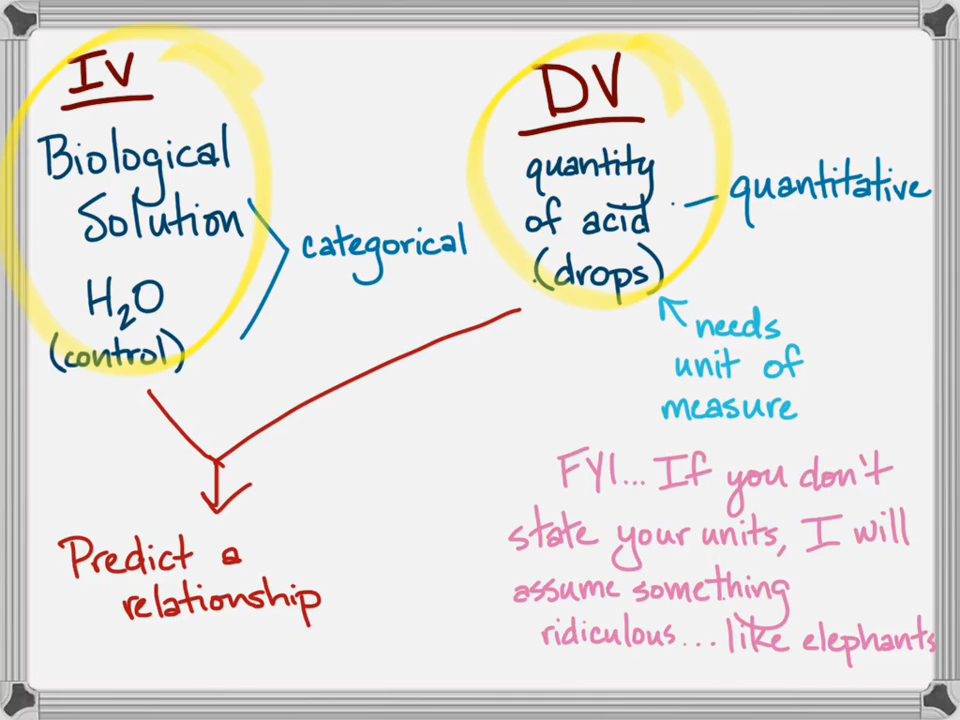 IV
Biological
Solution
H₂O
(control)
categorical
DV
quantity
of acid
(drops)
quantitative
needs
unit of
measure
Predict a
relationship
FYI... If you don't
state your units, I will
assume something
ridiculous... like elephants